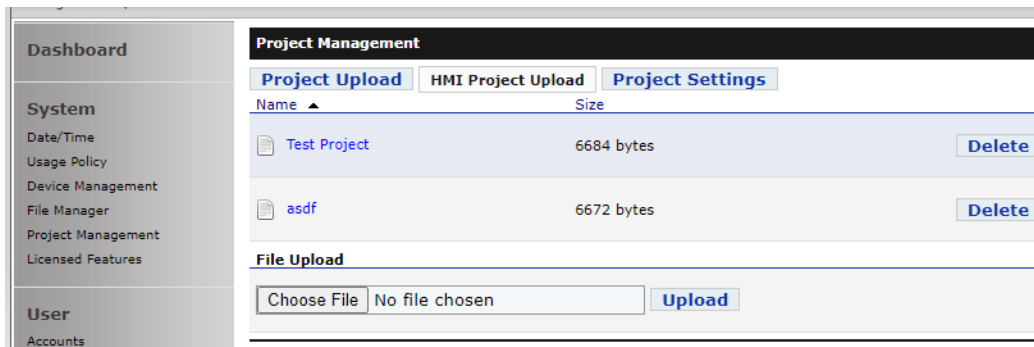 Dashboard
System
Date/Time
Usage Policy
Device Management
File Manager
Project Management
Licensed Features
User
Accounts
Project Management
Project Upload HMI Project Upload Project Settings
Name ▲ Size
Test Project 6684 bytes Delete
asdf 6672 bytes Delete
File Upload
Choose File No file chosen Upload